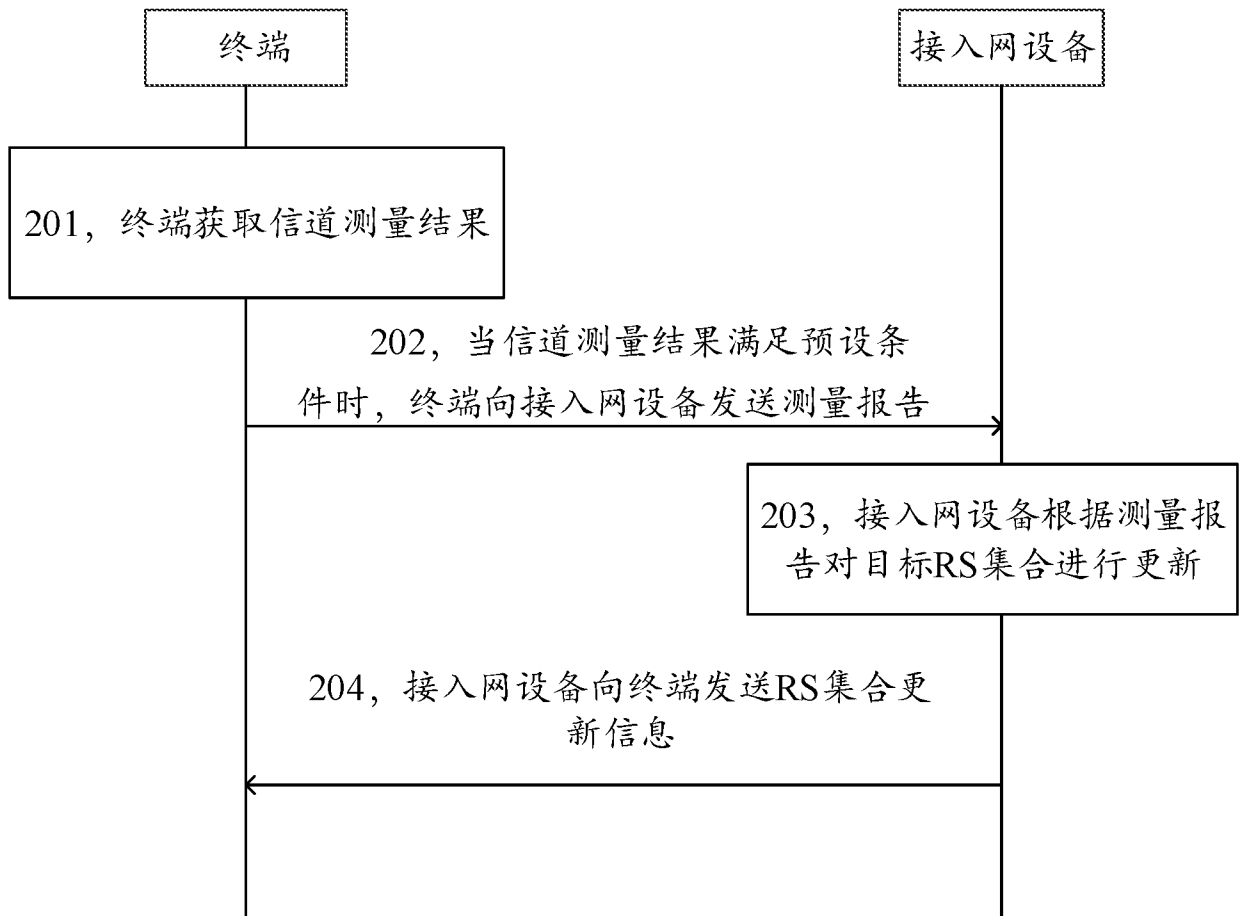 终端
接入网设备
201，终端获取信道测量结果
202，当信道测量结果满足预设条
件时，终端向接入网设备发送测量报告
203，接入网设备根据测量报
告对目标RS集合进行更新
204，接入网设备向终端发送RS集合更
新信息